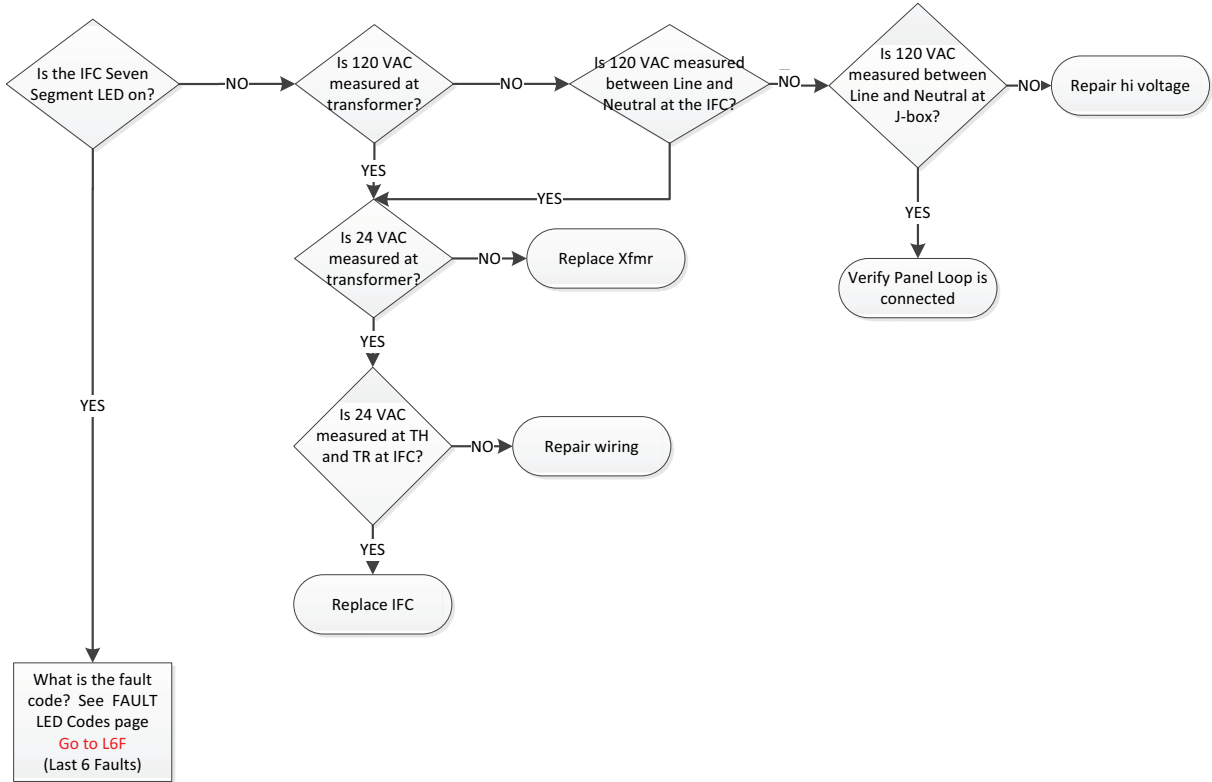 Is the IFC Seven
Segment LED on?
NO
Is 120 VAC
measured at
transformer?
NO
Is 120 VAC measured
between Line and
Neutral at the IFC?
NO
Is 120 VAC
measured between
Line and Neutral at
J-box?
NO
Repair hi voltage
YES
YES
YES
Verify Panel Loop is
connected
Is 24 VAC
measured at
transformer?
NO
Replace Xfmr
YES
Is 24 VAC
measured at TH
and TR at IFC?
NO
Repair wiring
YES
Replace IFC
YES
What is the fault
code? See FAULT
LED Codes page
Go to L6F
(Last 6 Faults)